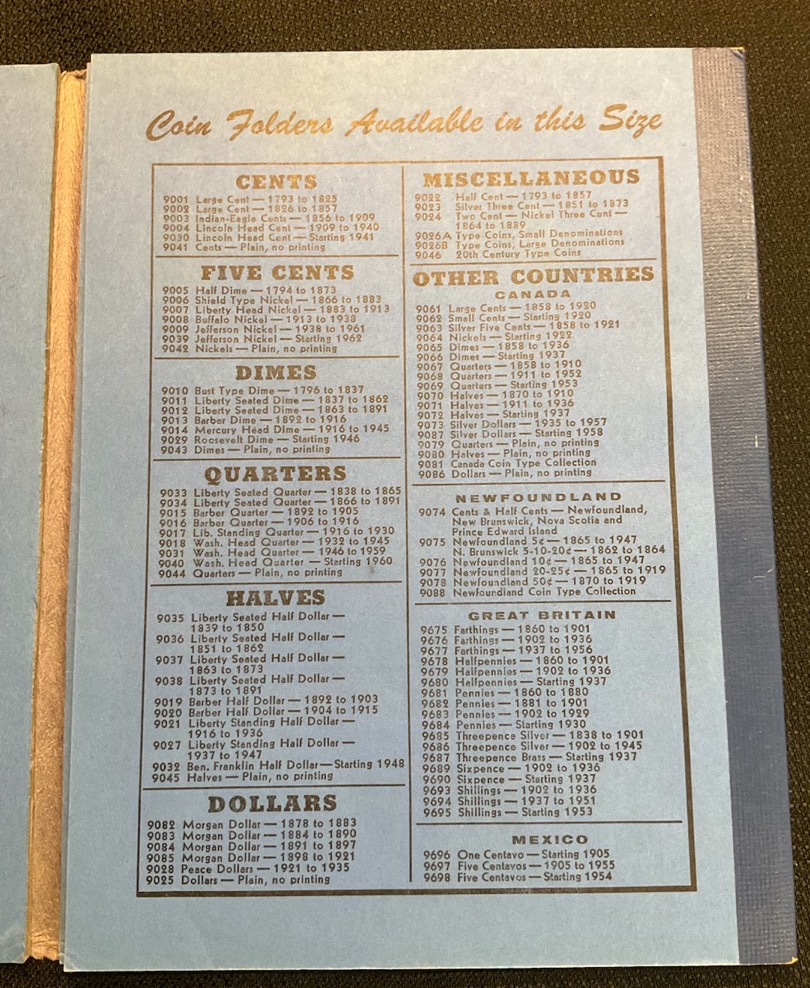 Coin Folders Available in this Size
CENTS
9001 Large Cent — 1793 to 1825
9002 Large Cent — 1826 to 1857
9003 Indian-Eagle Cents — 1856 to 1909
9004 Lincoln Head Cent — 1909 to 1940
9030 Lincoln Head Cent — Starting 1941
9041 Cents — Plain, no printing
FIVE CENTS
9005 Half Dime — 1794 to 1873
9006 Shield Type Nickel — 1866 to 1883
9007 Liberty Head Nickel — 1883 to 1913
9008 Buffalo Nickel — 1913 to 1938
9009 Jefferson Nickel — 1938 to 1961
9039 Jefferson Nickel — Starting 1962
9042 Nickels — Plain, no printing
DIMES
9010 Bust Type Dime — 1796 to 1837
9011 Liberty Seated Dime — 1837 to 1862
9012 Liberty Seated Dime — 1863 to 1891
9013 Barber Dime — 1892 to 1916
9014 Mercury Head Dime — 1916 to 1945
9029 Roosevelt Dime — Starting 1946
9043 Dimes — Plain, no printing
QUARTERS
9033 Liberty Seated Quarter — 1838 to 1865
9034 Liberty Seated Quarter — 1866 to 1891
9015 Barber Quarter — 1892 to 1905
9016 Barber Quarter — 1906 to 1916
9017 Lib. Standing Quarter — 1916 to 1930
9018 Wash. Head Quarter — 1932 to 1945
9031 Wash. Head Quarter — 1946 to 1959
9040 Wash. Head Quarter — Starting 1960
9044 Quarters — Plain, no printing
HALVES
9035 Liberty Seated Half Dollar —
1839 to 1850
9036 Liberty Seated Half Dollar —
1851 to 1862
9037 Liberty Seated Half Dollar —
1863 to 1873
9038 Liberty Seated Half Dollar —
1873 to 1891
9019 Barber Half Dollar — 1892 to 1903
9020 Barber Half Dollar — 1904 to 1915
9021 Liberty Standing Half Dollar —
1916 to 1936
9027 Liberty Standing Half Dollar —
1937 to 1947
9032 Ben. Franklin Half Dollar — Starting 1948
9045 Halves — Plain, no printing
DOLLARS
9082 Morgan Dollar — 1878 to 1883
9083 Morgan Dollar — 1884 to 1890
9084 Morgan Dollar — 1891 to 1897
9085 Morgan Dollar — 1898 to 1921
9028 Peace Dollars — 1921 to 1935
9025 Dollars — Plain, no printing
MISCELLANEOUS
9022 Half Cent — 1793 to 1857
9023 Silver Three Cent — 1851 to 1873
9024 Two Cent — Nickel Three Cent —
1864 to 1889
9026A Type Coins, Small Denominations
9026B Type Coins, Large Denominations
9046 20th Century Type Coins
OTHER COUNTRIES
CANADA
9061 Large Cents — 1858 to 1920
9062 Small Cents — Starting 1920
9063 Silver Five Cents — 1858 to 1921
9064 Nickels — Starting 1922
9065 Dimes — 1858 to 1936
9066 Dimes — Starting 1937
9067 Quarters — 1858 to 1910
9068 Quarters — 1911 to 1952
9069 Quarters — Starting 1953
9070 Halves — 1870 to 1910
9071 Halves — 1911 to 1936
9072 Halves — Starting 1937
9073 Silver Dollars — 1935 to 1957
9087 Silver Dollars — Starting 1958
9079 Quarters — Plain, no printing
9080 Halves — Plain, no printing
9081 Canada Coin Type Collection
9086 Dollars — Plain, no printing
NEWFOUNDLAND
9074 Cents & Half Cents — Newfoundland,
New Brunswick, Nova Scotia and
Prince Edward Island
9075 Newfoundland 5¢ — 1865 to 1947
N. Brunswick 5-10-20¢ — 1862 to 1864
9076 Newfoundland 10¢ — 1865 to 1947
9077 Newfoundland 20-25¢ — 1865 to 1919
9078 Newfoundland 50¢ — 1870 to 1919
9088 Newfoundland Coin Type Collection
GREAT BRITAIN
9675 Farthings — 1860 to 1901
9676 Farthings — 1902 to 1936
9677 Farthings — 1937 to 1956
9678 Halfpennies — 1860 to 1901
9679 Halfpennies — 1902 to 1936
9680 Halfpennies — Starting 1937
9681 Pennies — 1860 to 1880
9682 Pennies — 1881 to 1901
9683 Pennies — 1902 to 1929
9684 Pennies — Starting 1930
9685 Threepence Silver — 1838 to 1901
9686 Threepence Silver — 1902 to 1945
9687 Threepence Brass — Starting 1937
9689 Sixpence — 1902 to 1936
9690 Sixpence — Starting 1937
9693 Shillings — 1902 to 1936
9694 Shillings — 1937 to 1951
9695 Shillings — Starting 1953
MEXICO
9696 One Centavo — Starting 1905
9697 Five Centavos — 1905 to 1955
9698 Five Centavos — Starting 1954